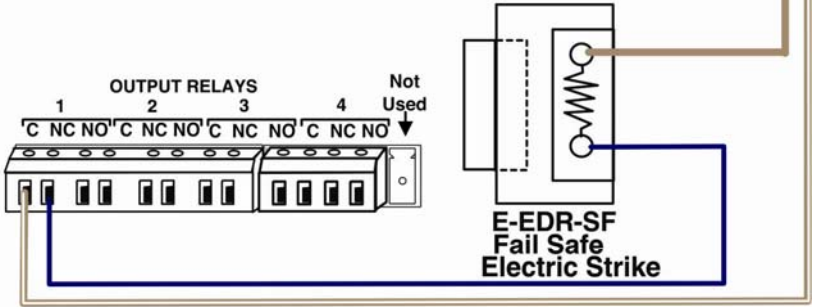 OUTPUT RELAYS
Not
Used
1 2 3 4
C NC NO C NC NO C NC NO C NC NO
E-EDR-SF
Fail Safe
Electric Strike